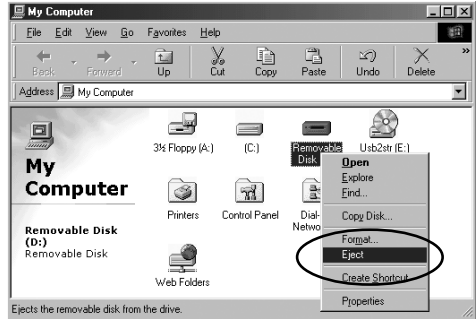 My Computer
File Edit View Go Favorites Help
Back Forward Up Cut Copy Paste Undo Delete »
Address My Computer
My
Computer
Removable Disk
(D:)
Removable Disk
3½ Floppy (A:) (C:) Removable Usb2str (E:)
Disk
Printers Control Panel Dial-
Netwo
Web Folders
Open
Explore
Find...
Copy Disk...
Format...
Eject
Create Shortcut
Properties
Ejects the removable disk from the drive.